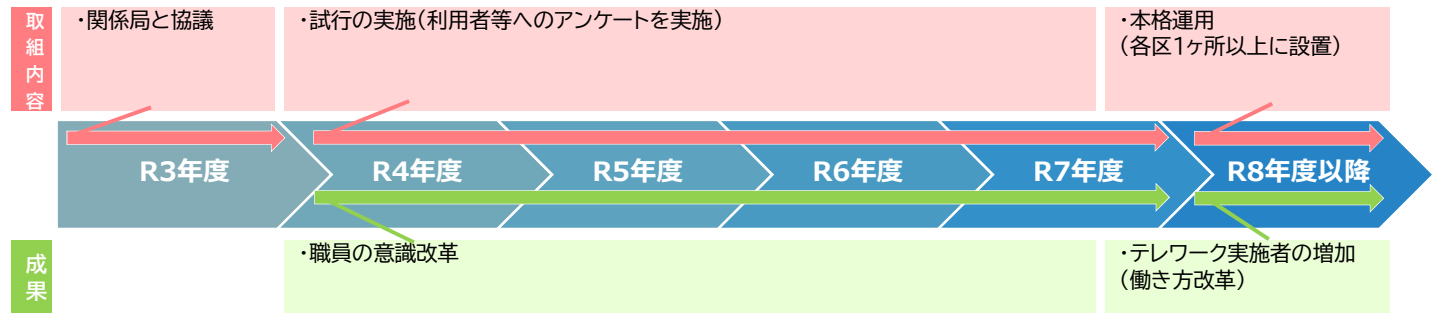 取組内容
・関係局と協議
・試行の実施(利用者等へのアンケートを実施)
・本格運用
(各区1ヶ所以上に設置)
R3年度
R4年度
R5年度
R6年度
R7年度
R8年度以降
成果
・職員の意識改革
・テレワーク実施者の増加
(働き方改革)